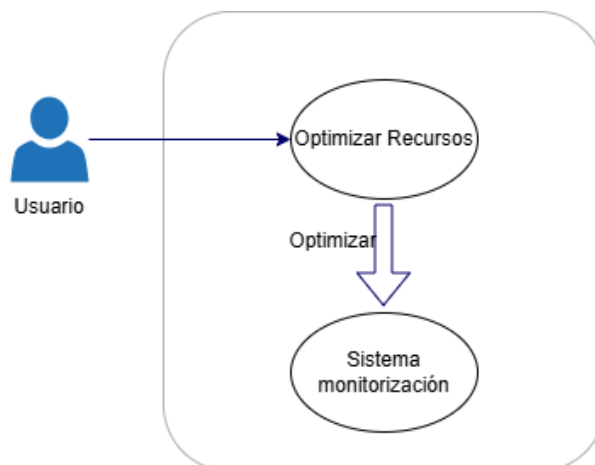 Optimizar Recursos
Usuario
Optimizar
Sistema
monitorización